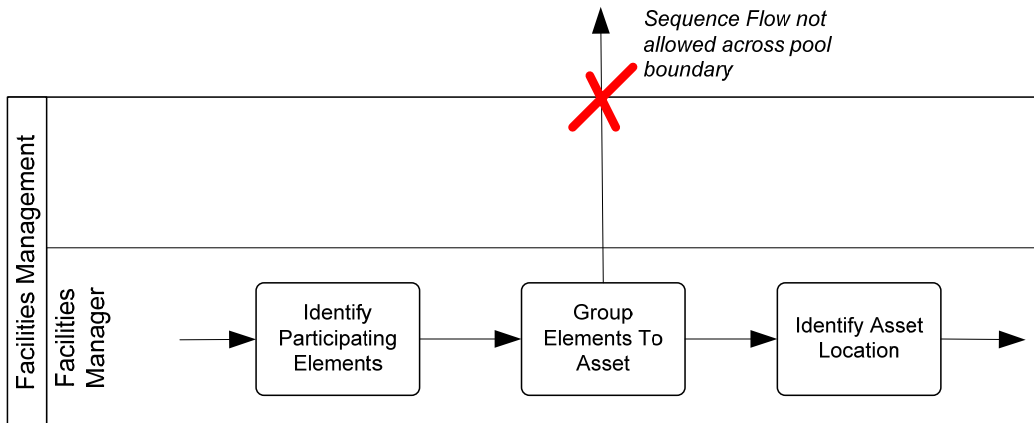 Sequence Flow not
allowed across pool
boundary
Facilities Management
Facilities
Manager
Identify
Participating
Elements
Group
Elements To
Asset
Identify Asset
Location